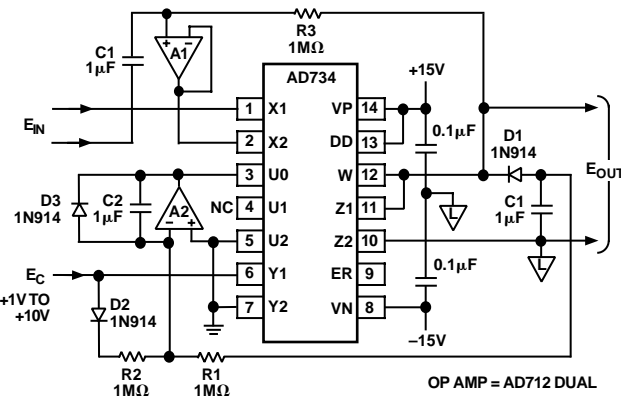 R3
1MΩ
C1
1µF
+ −
A1
AD734
+15V
EIN
1 X1 VP 14
2 X2 DD 13
0.1µF
D1
1N914
3 U0 W 12
EOUT
D3
1N914
C2
1µF
A2
− +
NC 4 U1 Z1 11
C1
1µF
L
5 U2 Z2 10
L
EC
6 Y1 ER 9
0.1µF
+1V TO
+10V
D2
1N914
7 Y2 VN 8
−15V
R2
1MΩ
R1
1MΩ
OP AMP = AD712 DUAL